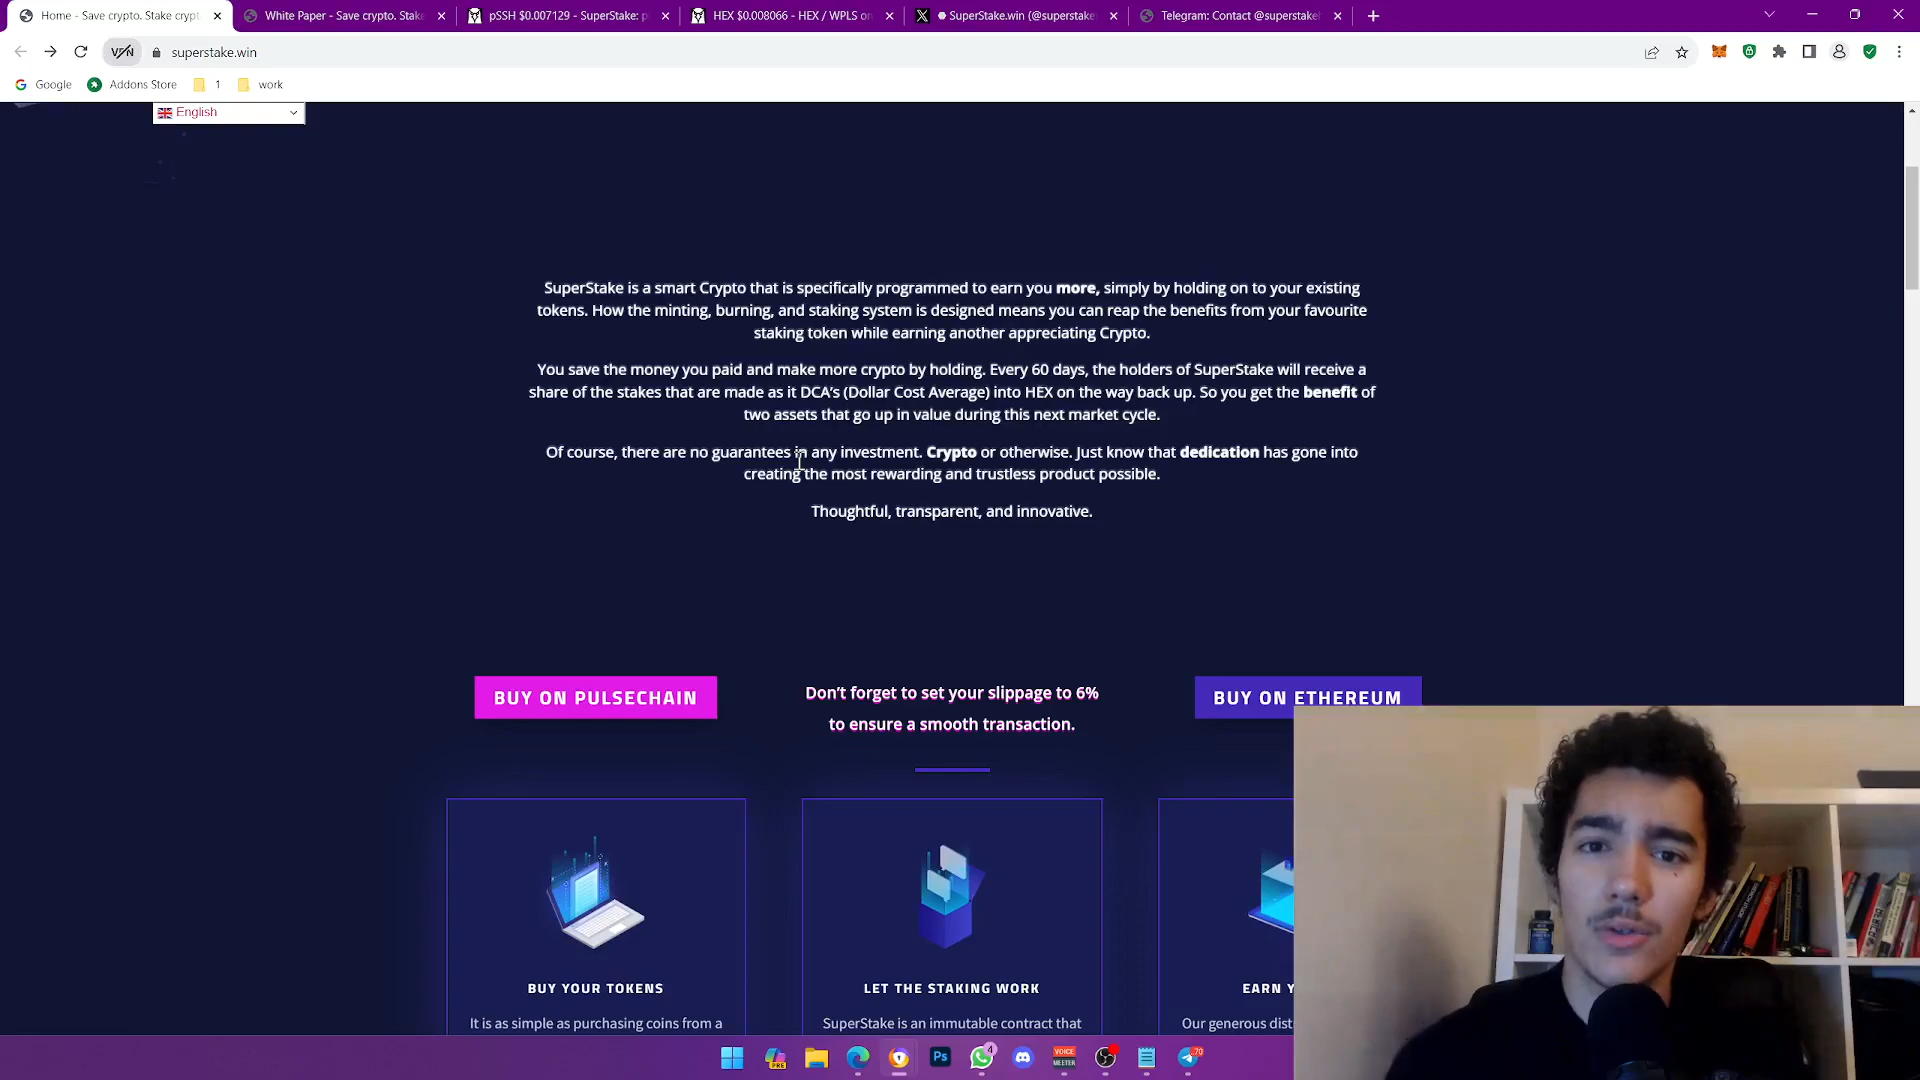 Home - Save crypto. Stake crypt
White Paper - Save crypto. Stake
pSSH $0.007129 - SuperStake: p
HEX $0.008066 - HEX / WPLS on
SuperStake.win (@superstake
Telegram: Contact @superstake
VPN
superstake.win
Google
Addons Store
1
work
English
SuperStake is a smart Crypto that is specifically programmed to earn you more, simply by holding on to your existing
tokens. How the minting, burning, and staking system is designed means you can reap the benefits from your favourite
staking token while earning another appreciating Crypto.
You save the money you paid and make more crypto by holding. Every 60 days, the holders of SuperStake will receive a
share of the stakes that are made as it DCA's (Dollar Cost Average) into HEX on the way back up. So you get the benefit of
two assets that go up in value during this next market cycle.
Of course, there are no guarantees in any investment. Crypto or otherwise. Just know that dedication has gone into
creating the most rewarding and trustless product possible.
Thoughtful, transparent, and innovative.
BUY ON PULSECHAIN
Don't forget to set your slippage to 6%
to ensure a smooth transaction.
BUY ON ETHEREUM
BUY YOUR TOKENS
It is as simple as purchasing coins from a
LET THE STAKING WORK
SuperStake is an immutable contract that
EARN Y
Our generous dist
PRE
Ps
4
VOICE
MEETER
70